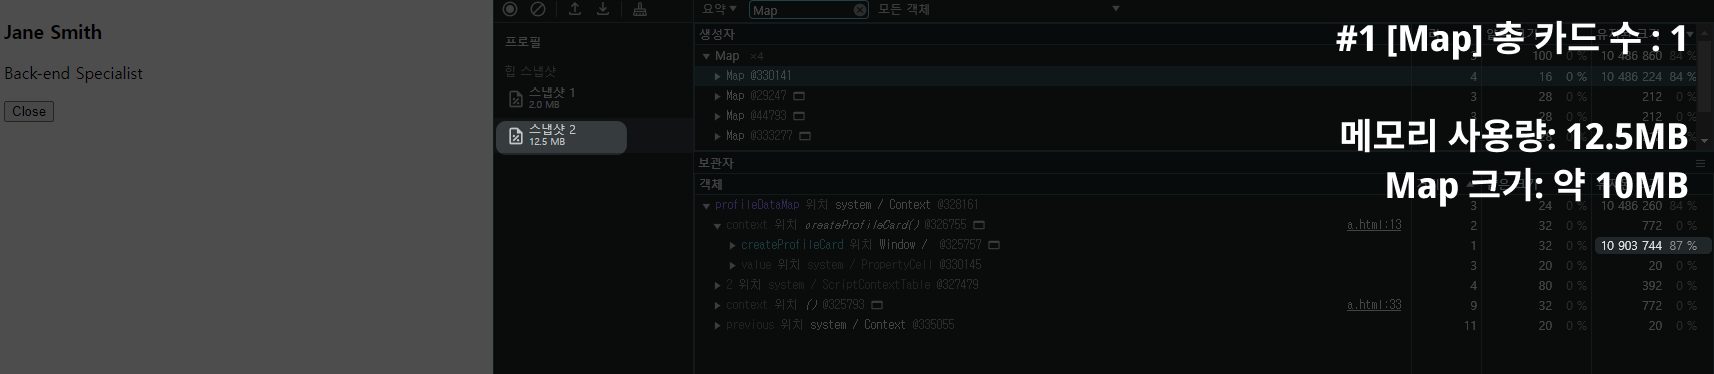 Jane Smith
Back-end Specialist
Close
프로필
힙 스냅샷
스냅샷 1
2.0 MB
스냅샷 2
12.5 MB
요약 Map 모든 객체
#1 [Map] 총 카드 수 : 1
메모리 사용량: 12.5MB
Map 크기: 약 10MB
생성자
Map ×4 100 0 % 10 486 860 84 %
Map @330141 4 16 0 % 10 486 224 84 %
Map @29247 3 28 0 % 212 0 %
Map @44793 3 28 0 % 212 0 %
Map @333277
보관자
객체
profileDataMap 위치 system / Context @328161 3 24 0 % 10 486 260 84 %
context 위치 createProfileCard() @326755 a.html:13 2 32 0 % 772 0 %
createProfileCard 위치 Window / @325757 1 32 0 % 10 903 744 87 %
value 위치 system / PropertyCell @330145 3 20 0 % 20 0 %
2 위치 system / ScriptContextTable @327479 4 80 0 % 392 0 %
context 위치 () @325793 a.html:33 9 32 0 % 772 0 %
previous 위치 system / Context @335055 11 20 0 % 20 0 %